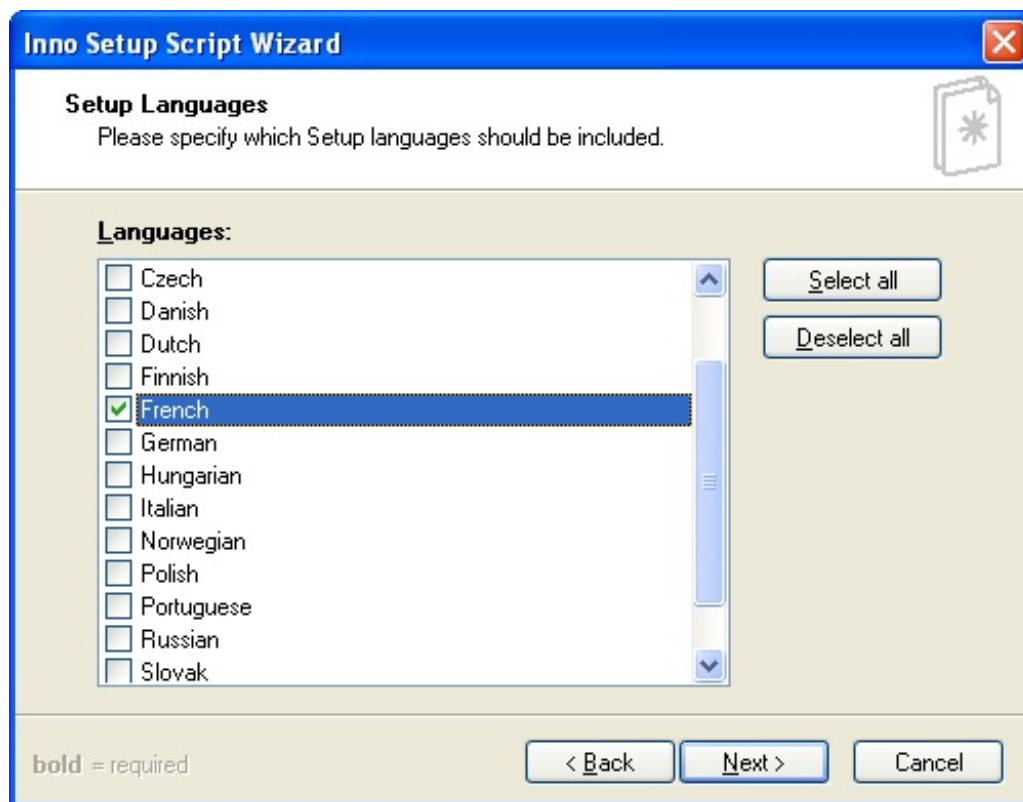 Inno Setup Script Wizard
Setup Languages
Please specify which Setup languages should be included.
Languages:
Czech
Danish
Dutch
Finnish
French
German
Hungarian
Italian
Norwegian
Polish
Portuguese
Russian
Slovak
Select all
Deselect all
bold = required
< Back
Next >
Cancel